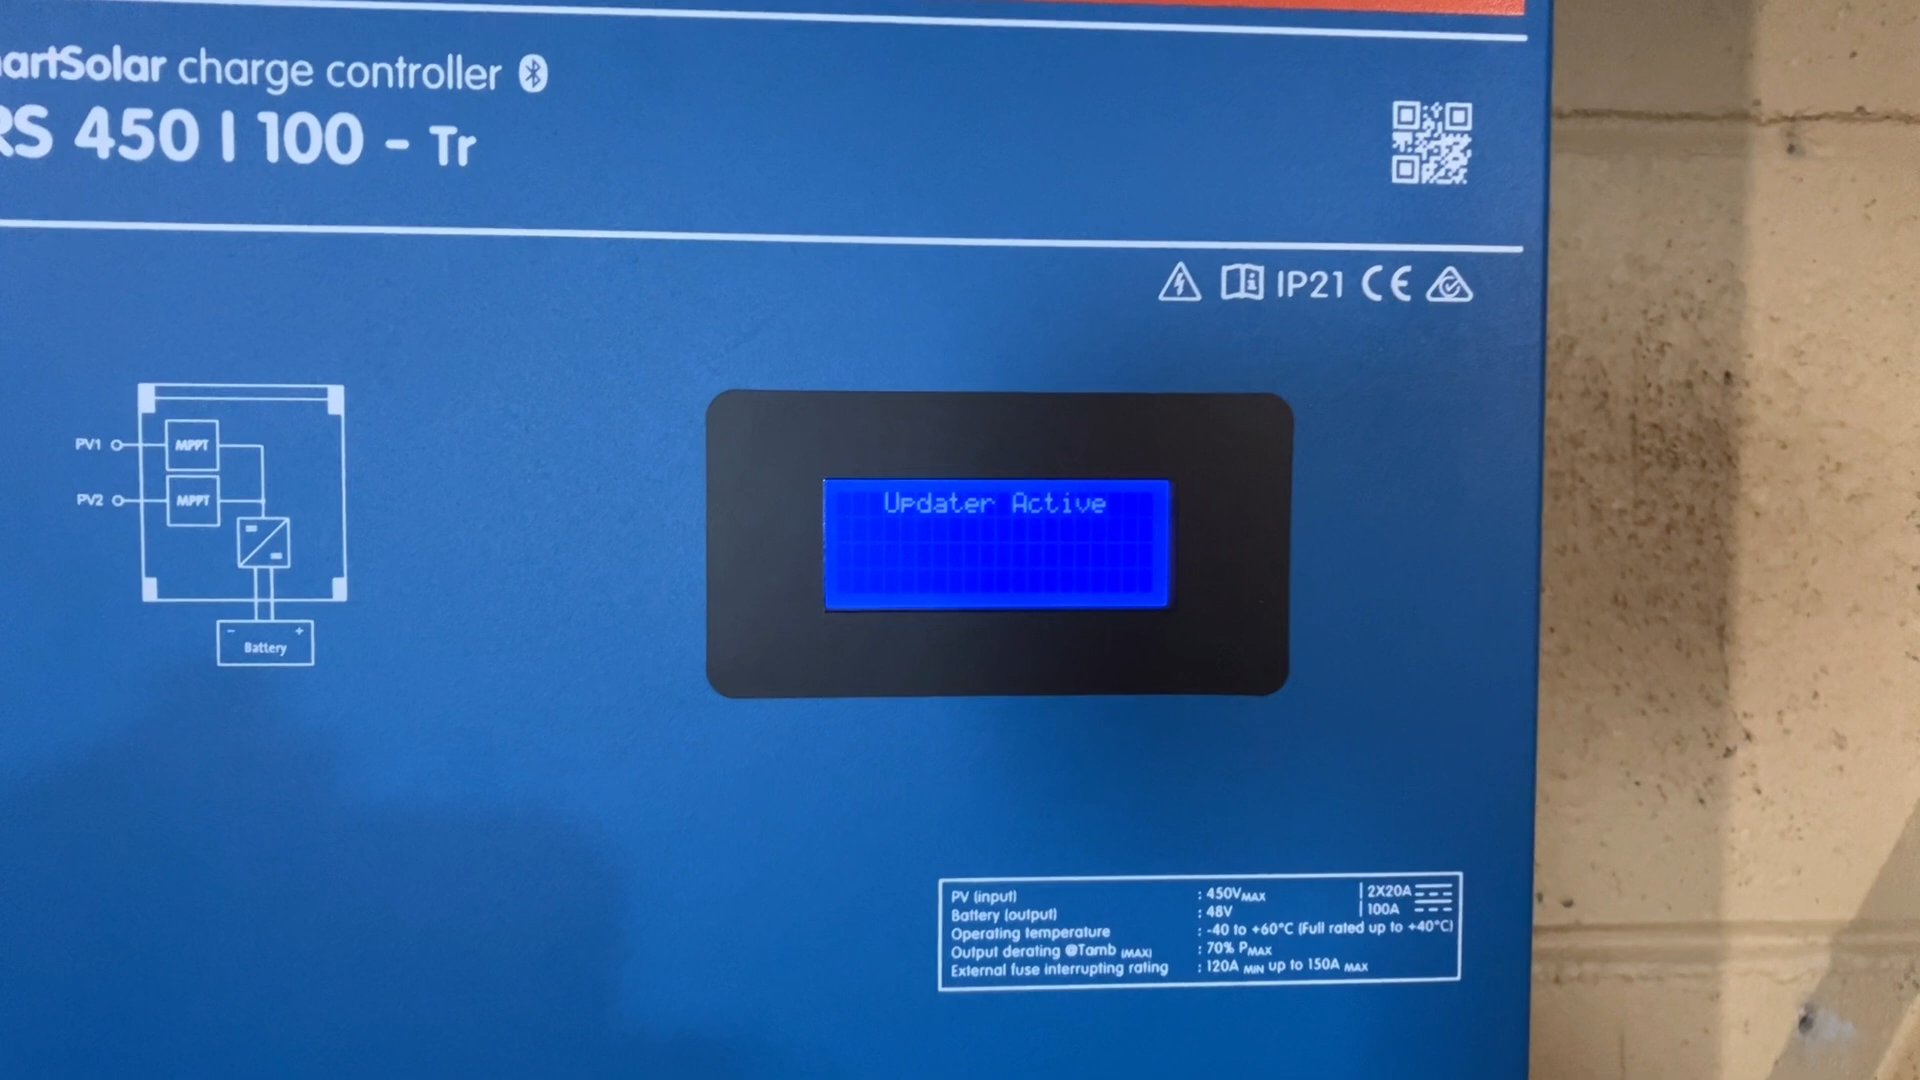 artSolar charge controller
RS 450 | 100 - Tr
IP21 CE
PV1 MPPT
PV2 MPPT
- +
Battery
Updater Active
PV (input) : 450VMAX | 2X20A
Battery (output) : 48V | 100A
Operating temperature : -40 to +60°C (Full rated up to +40°C)
Output derating @Tamb (MAX) : 70% PMAX
External fuse interrupting rating : 120A MIN up to 150A MAX